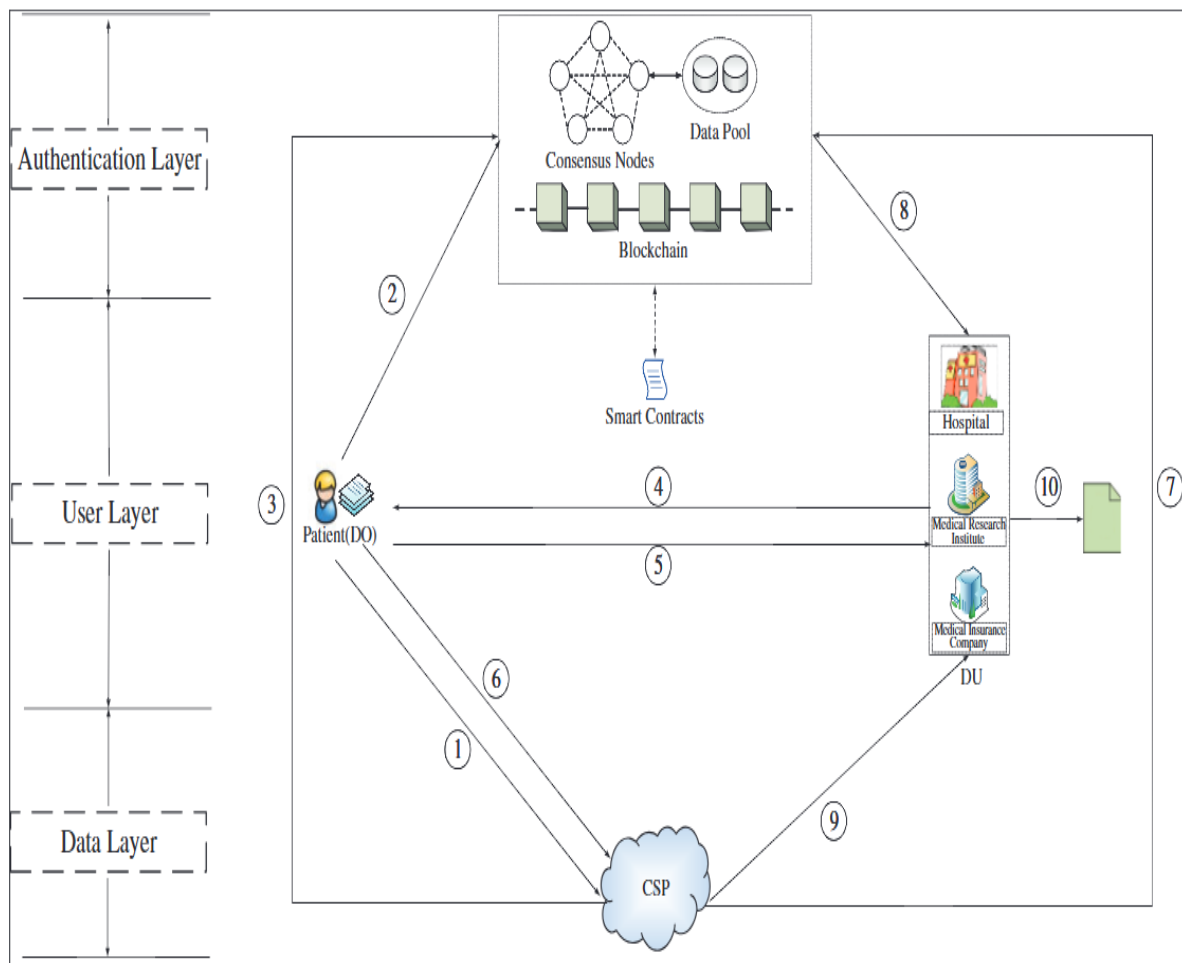 Authentication Layer
User Layer
Data Layer
Consensus Nodes
Data Pool
Blockchain
Smart Contracts
Patient(DO)
Hospital
Medical Research
Institute
Medical Insurance
Company
DU
CSP
1
2
3
4
5
6
7
8
9
10